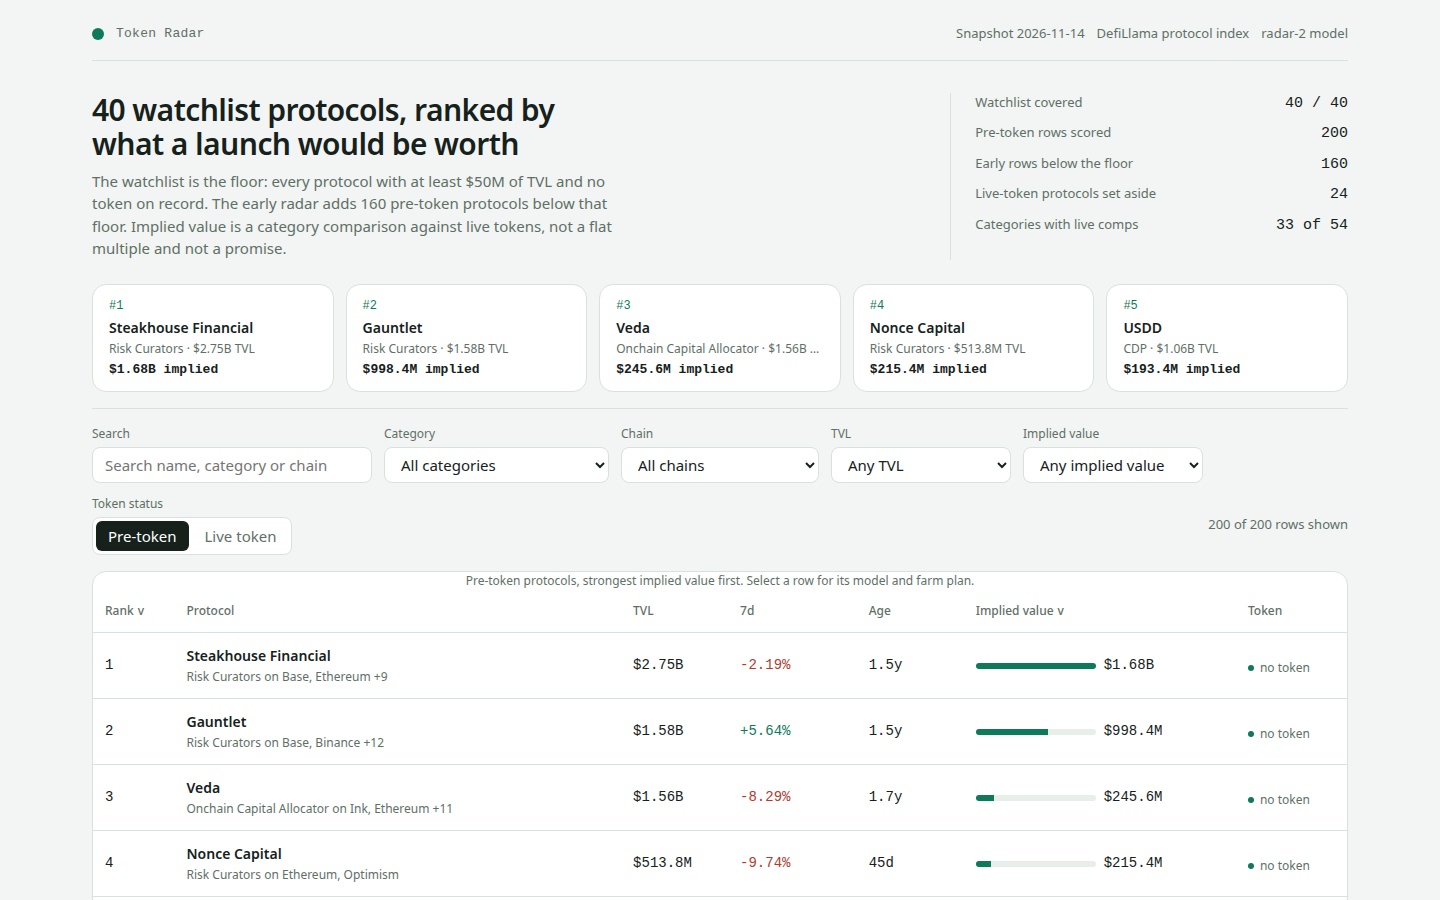 Token Radar
Snapshot 2026-11-14 DefiLlama protocol index radar-2 model
40 watchlist protocols, ranked by
what a launch would be worth
The watchlist is the floor: every protocol with at least $50M of TVL and no
token on record. The early radar adds 160 pre-token protocols below that
floor. Implied value is a category comparison against live tokens, not a flat
multiple and not a promise.
Watchlist covered 40 / 40
Pre-token rows scored 200
Early rows below the floor 160
Live-token protocols set aside 24
Categories with live comps 33 of 54
#1
Steakhouse Financial
Risk Curators · $2.75B TVL
$1.68B implied
#2
Gauntlet
Risk Curators · $1.58B TVL
$998.4M implied
#3
Veda
Onchain Capital Allocator · $1.56B ...
$245.6M implied
#4
Nonce Capital
Risk Curators · $513.8M TVL
$215.4M implied
#5
USDD
CDP · $1.06B TVL
$193.4M implied
Search Category Chain TVL Implied value
Search name, category or chain All categories All chains Any TVL Any implied value
Token status
Pre-token Live token
200 of 200 rows shown
Pre-token protocols, strongest implied value first. Select a row for its model and farm plan.
Rank v Protocol TVL 7d Age Implied value v Token
1 Steakhouse Financial $2.75B -2.19% 1.5y $1.68B no token
Risk Curators on Base, Ethereum +9
2 Gauntlet $1.58B +5.64% 1.5y $998.4M no token
Risk Curators on Base, Binance +12
3 Veda $1.56B -8.29% 1.7y $245.6M no token
Onchain Capital Allocator on Ink, Ethereum +11
4 Nonce Capital $513.8M -9.74% 45d $215.4M no token
Risk Curators on Ethereum, Optimism